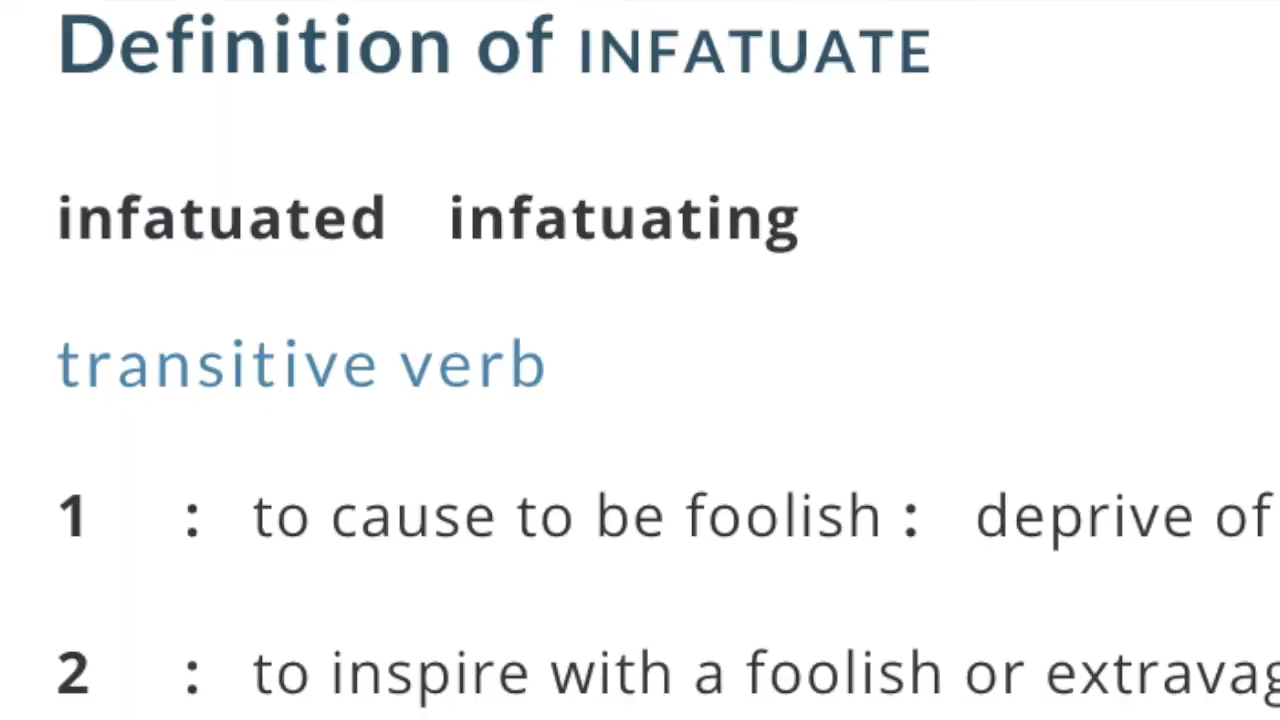 Definition of INFATUATE
infatuated infatuating
transitive verb
1 : to cause to be foolish : deprive of
2 : to inspire with a foolish or extravag